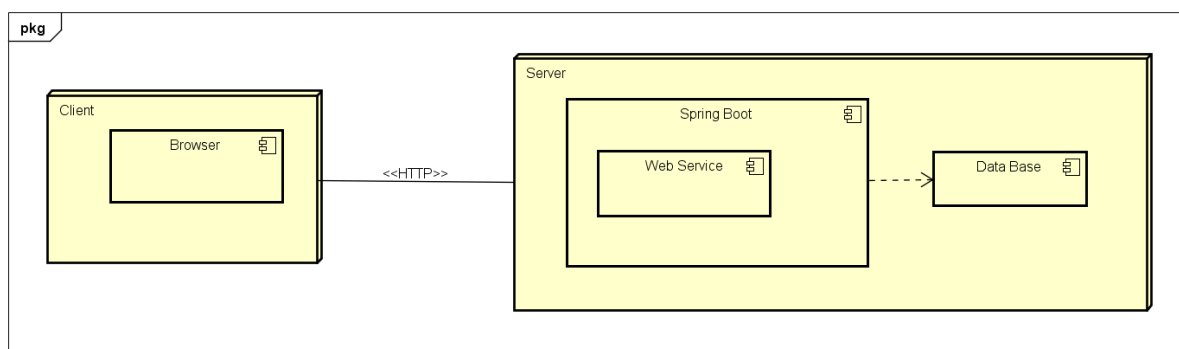 pkg
Server
Client
Spring Boot
Browser
Web Service
Data Base
<<HTTP>>